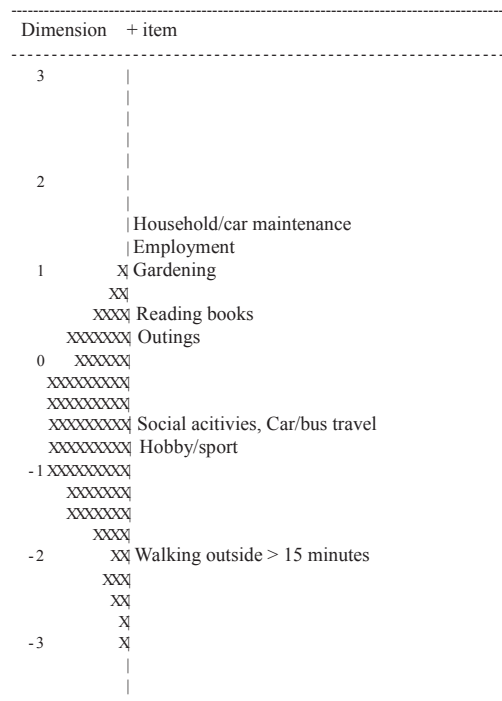 Dimension + item
3 |
|
|
|
|
2 |
|
| Household/car maintenance
| Employment
1 X| Gardening
XX|
XXXX| Reading books
XXXXXXX| Outings
0 XXXXXX|
XXXXXXXXX|
XXXXXXXXX|
XXXXXXXXX| Social acitivies, Car/bus travel
XXXXXXXXX| Hobby/sport
-1 XXXXXXXXX|
XXXXXXX|
XXXXXXX|
XXXX|
-2 XX| Walking outside > 15 minutes
XXX|
XX|
X|
-3 X|
|
|